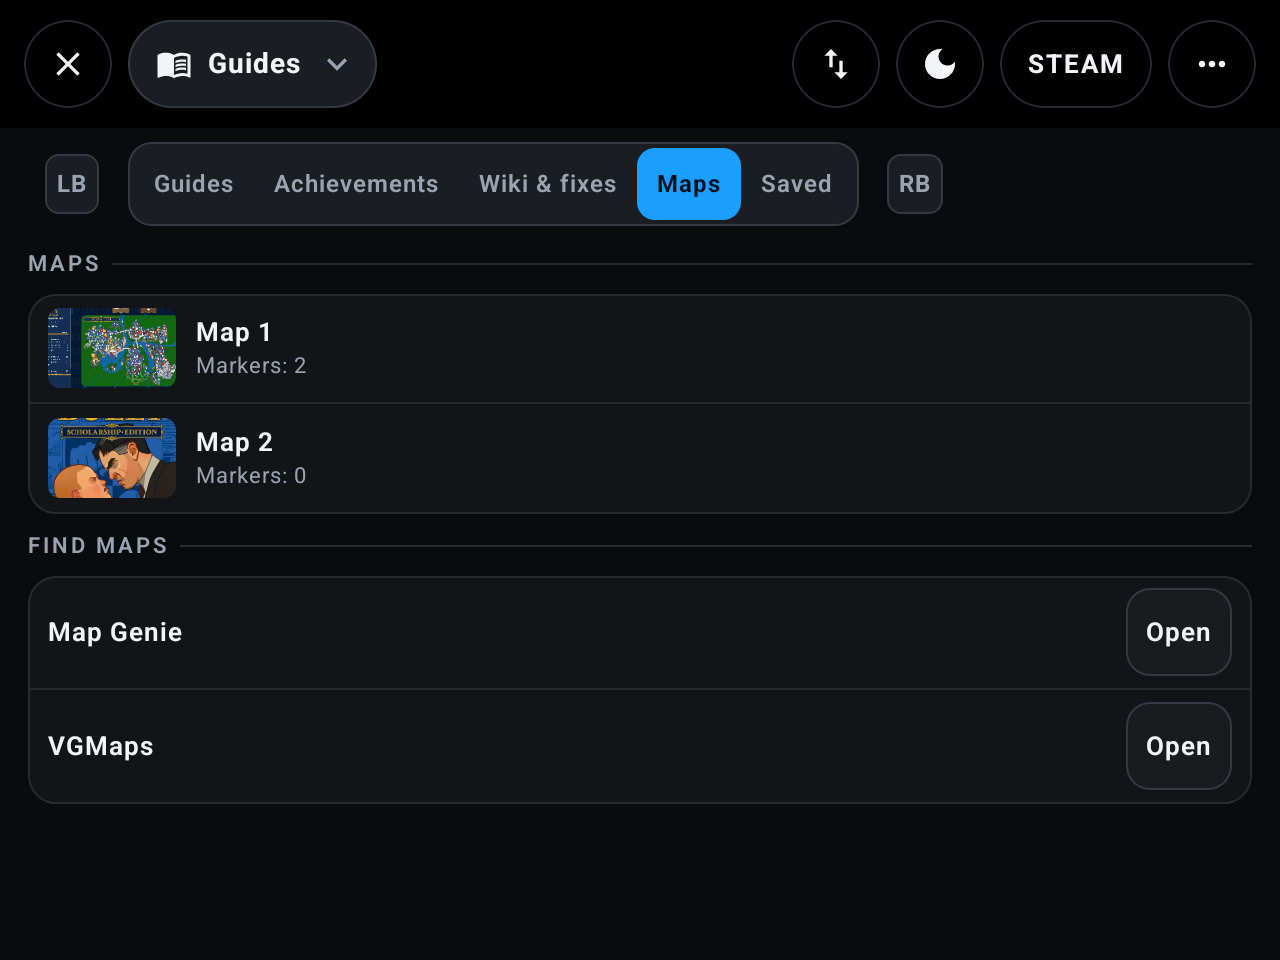 Guides
STEAM
LB
Guides
Achievements
Wiki & fixes
Maps
Saved
RB
MAPS
Map 1
Markers: 2
SCHOLARSHIP EDITION
Map 2
Markers: 0
FIND MAPS
Map Genie
Open
VGMaps
Open